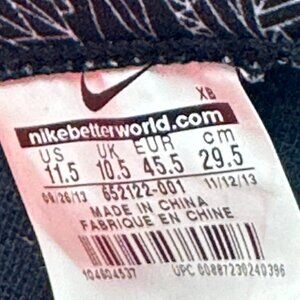 XB
nikebetterworld.com
US UK EUR cm
11.5 10.5 45.5 29.5
09/26/13 652122-001 11/12/13
MADE IN CHINA
FABRIQUE EN CHINE
104604537 UPC 00887230240396